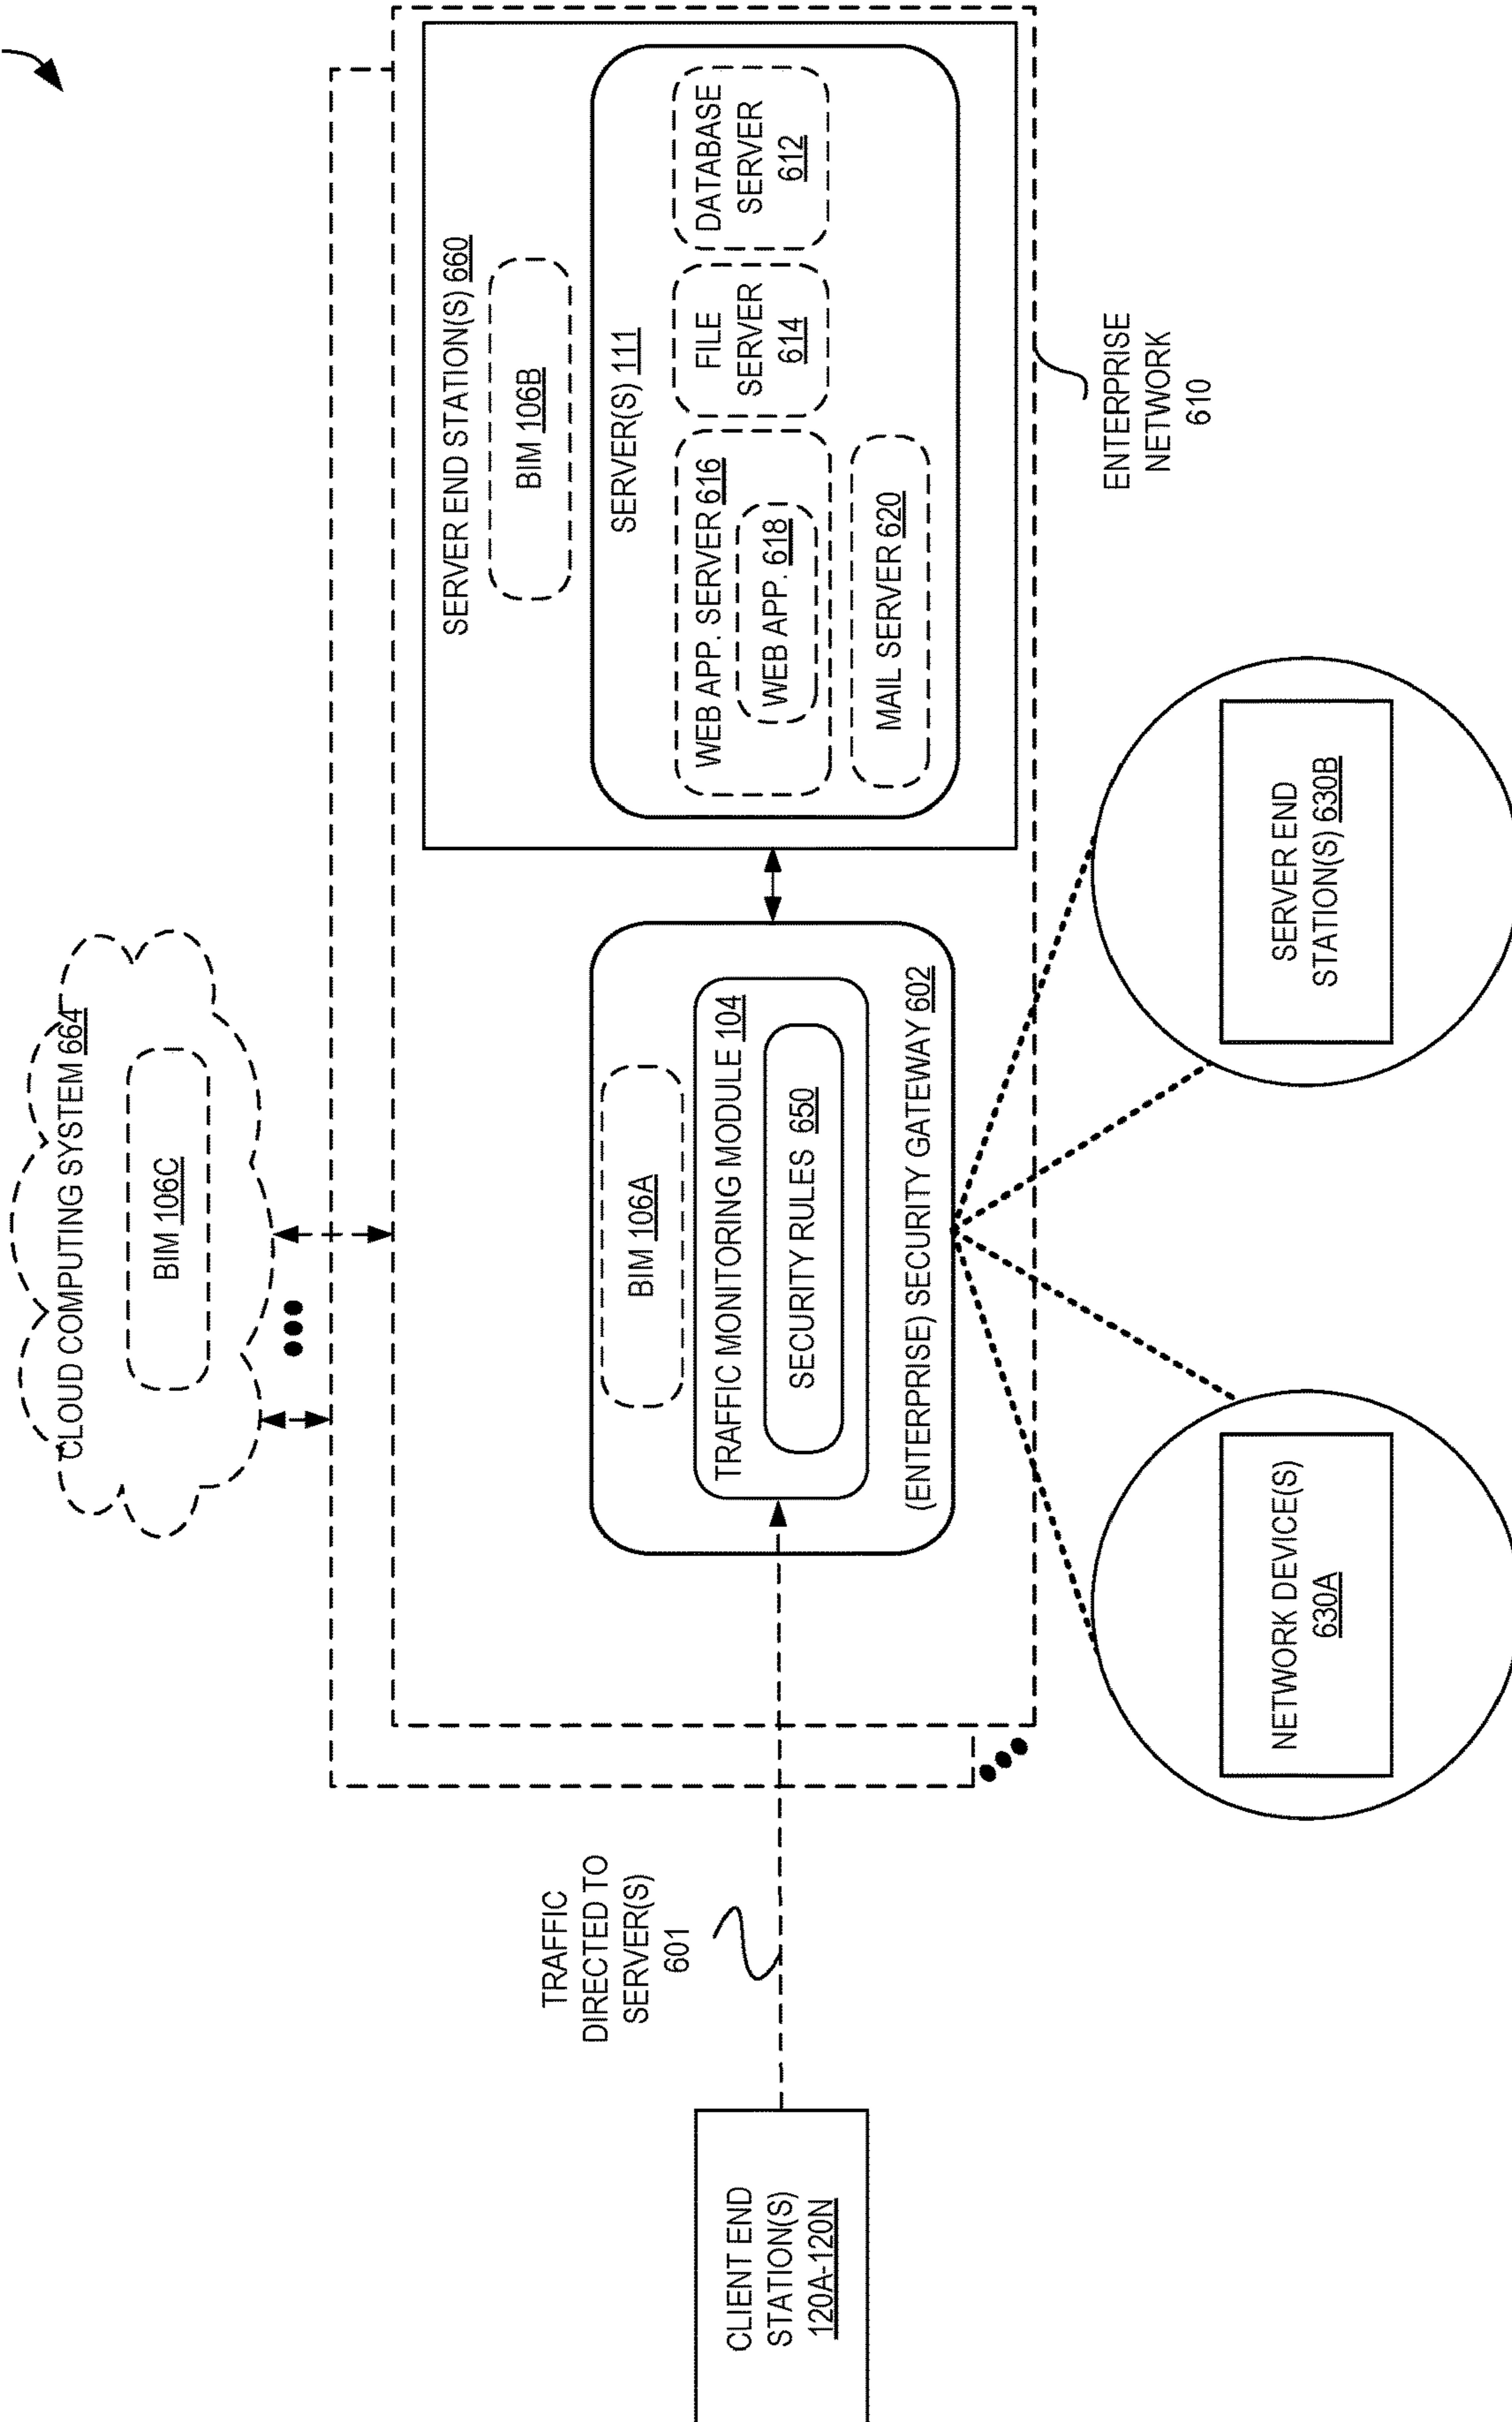 CLOUD COMPUTING SYSTEM 664
BIM 106C
TRAFFIC
DIRECTED TO
SERVER(S)
601
CLIENT END
STATION(S)
120A-120N
BIM 106A
TRAFFIC MONITORING MODULE 104
SECURITY RULES 650
(ENTERPRISE) SECURITY GATEWAY 602
SERVER END STATION(S) 660
BIM 106B
SERVER(S) 111
WEB APP. SERVER 616
WEB APP. 618
FILE
SERVER
614
DATABASE
SERVER
612
MAIL SERVER 620
ENTERPRISE
NETWORK
610
NETWORK DEVICE(S)
630A
SERVER END
STATION(S) 630B